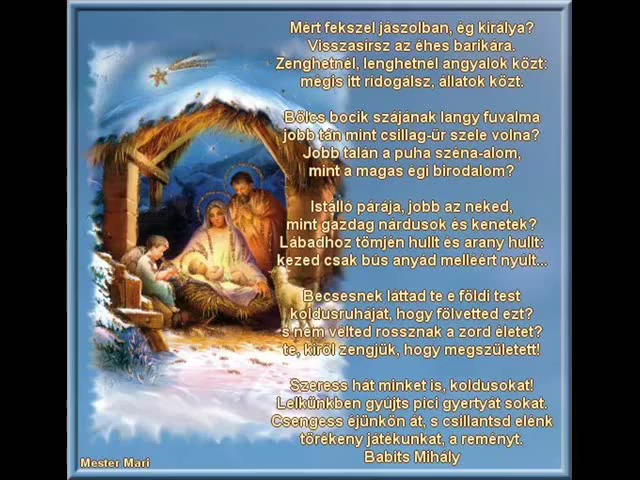 Mért fekszel jászolban, ég királya?
Visszasírsz az éhes barikára.
Zenghetnél, lenghetnél angyalok közt:
mégis itt rídogálsz, állatok közt.
Bölcs bocik szájának langy fuvalma
jobb tán mint csillag-űr szele volna?
Jobb talán a puha széna-alom,
mint a magas égi birodalom?
Istálló párája, jobb az neked,
mint gazdag nárdusok és kenetek?
Lábadhoz tömjén hullt és arany hullt:
kezed csak bús anyád melléért nyúlt...
Becsesnek láttad te e földi test
koldusruháját, hogy fölvetted ezt?
s nem vélted rossznak a zord életet?
te, kiről zengjük, hogy megszülettél!
Szeress hát minket is, koldusokat!
Lelkünkben gyújts pici gyertyát sokat.
Csengess éjünkön át, s csillantsd elénk
törékeny játékunkat, a reményt.
Babits Mihály
Mester Mari